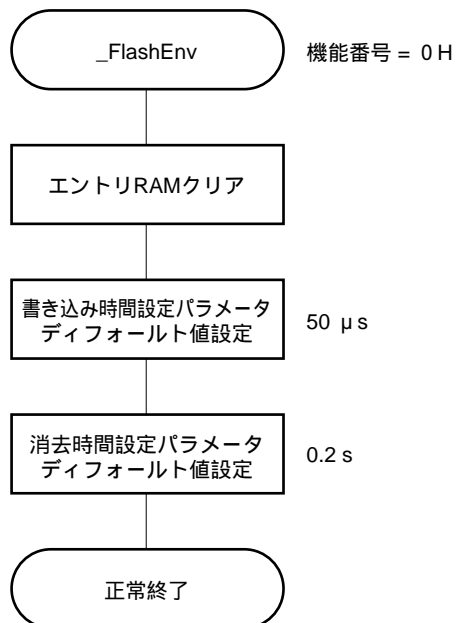 _FlashEnv
機能番号 = 0 H
エントリRAMクリア
書き込み時間設定パラメータ
ディフォールト値設定
50 μs
消去時間設定パラメータ
ディフォールト値設定
0.2 s
正常終了